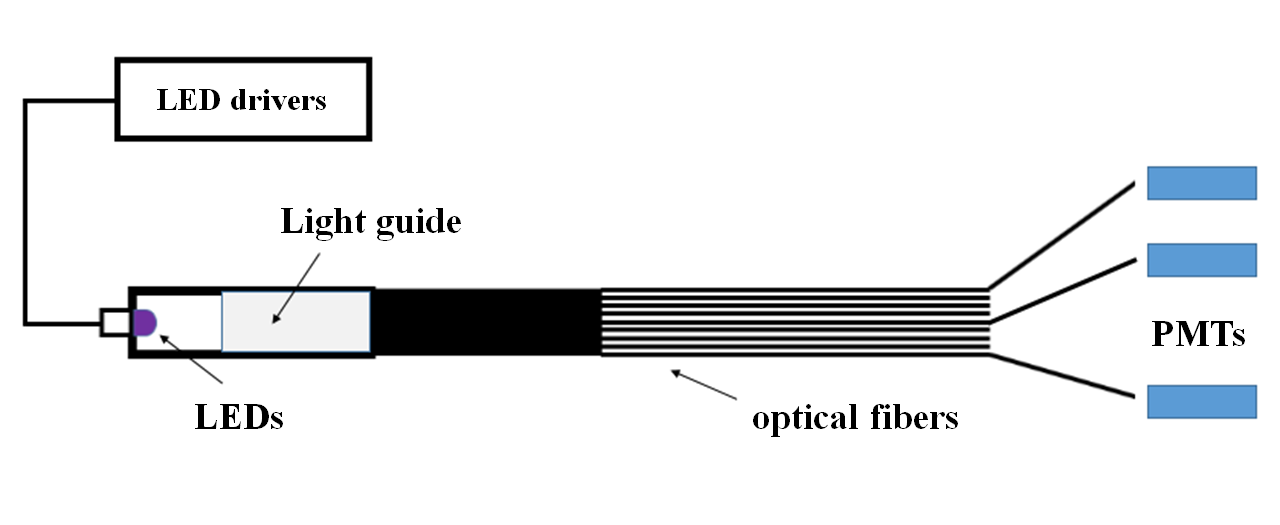 LED drivers
Light guide
PMTs
LEDs
optical fibers